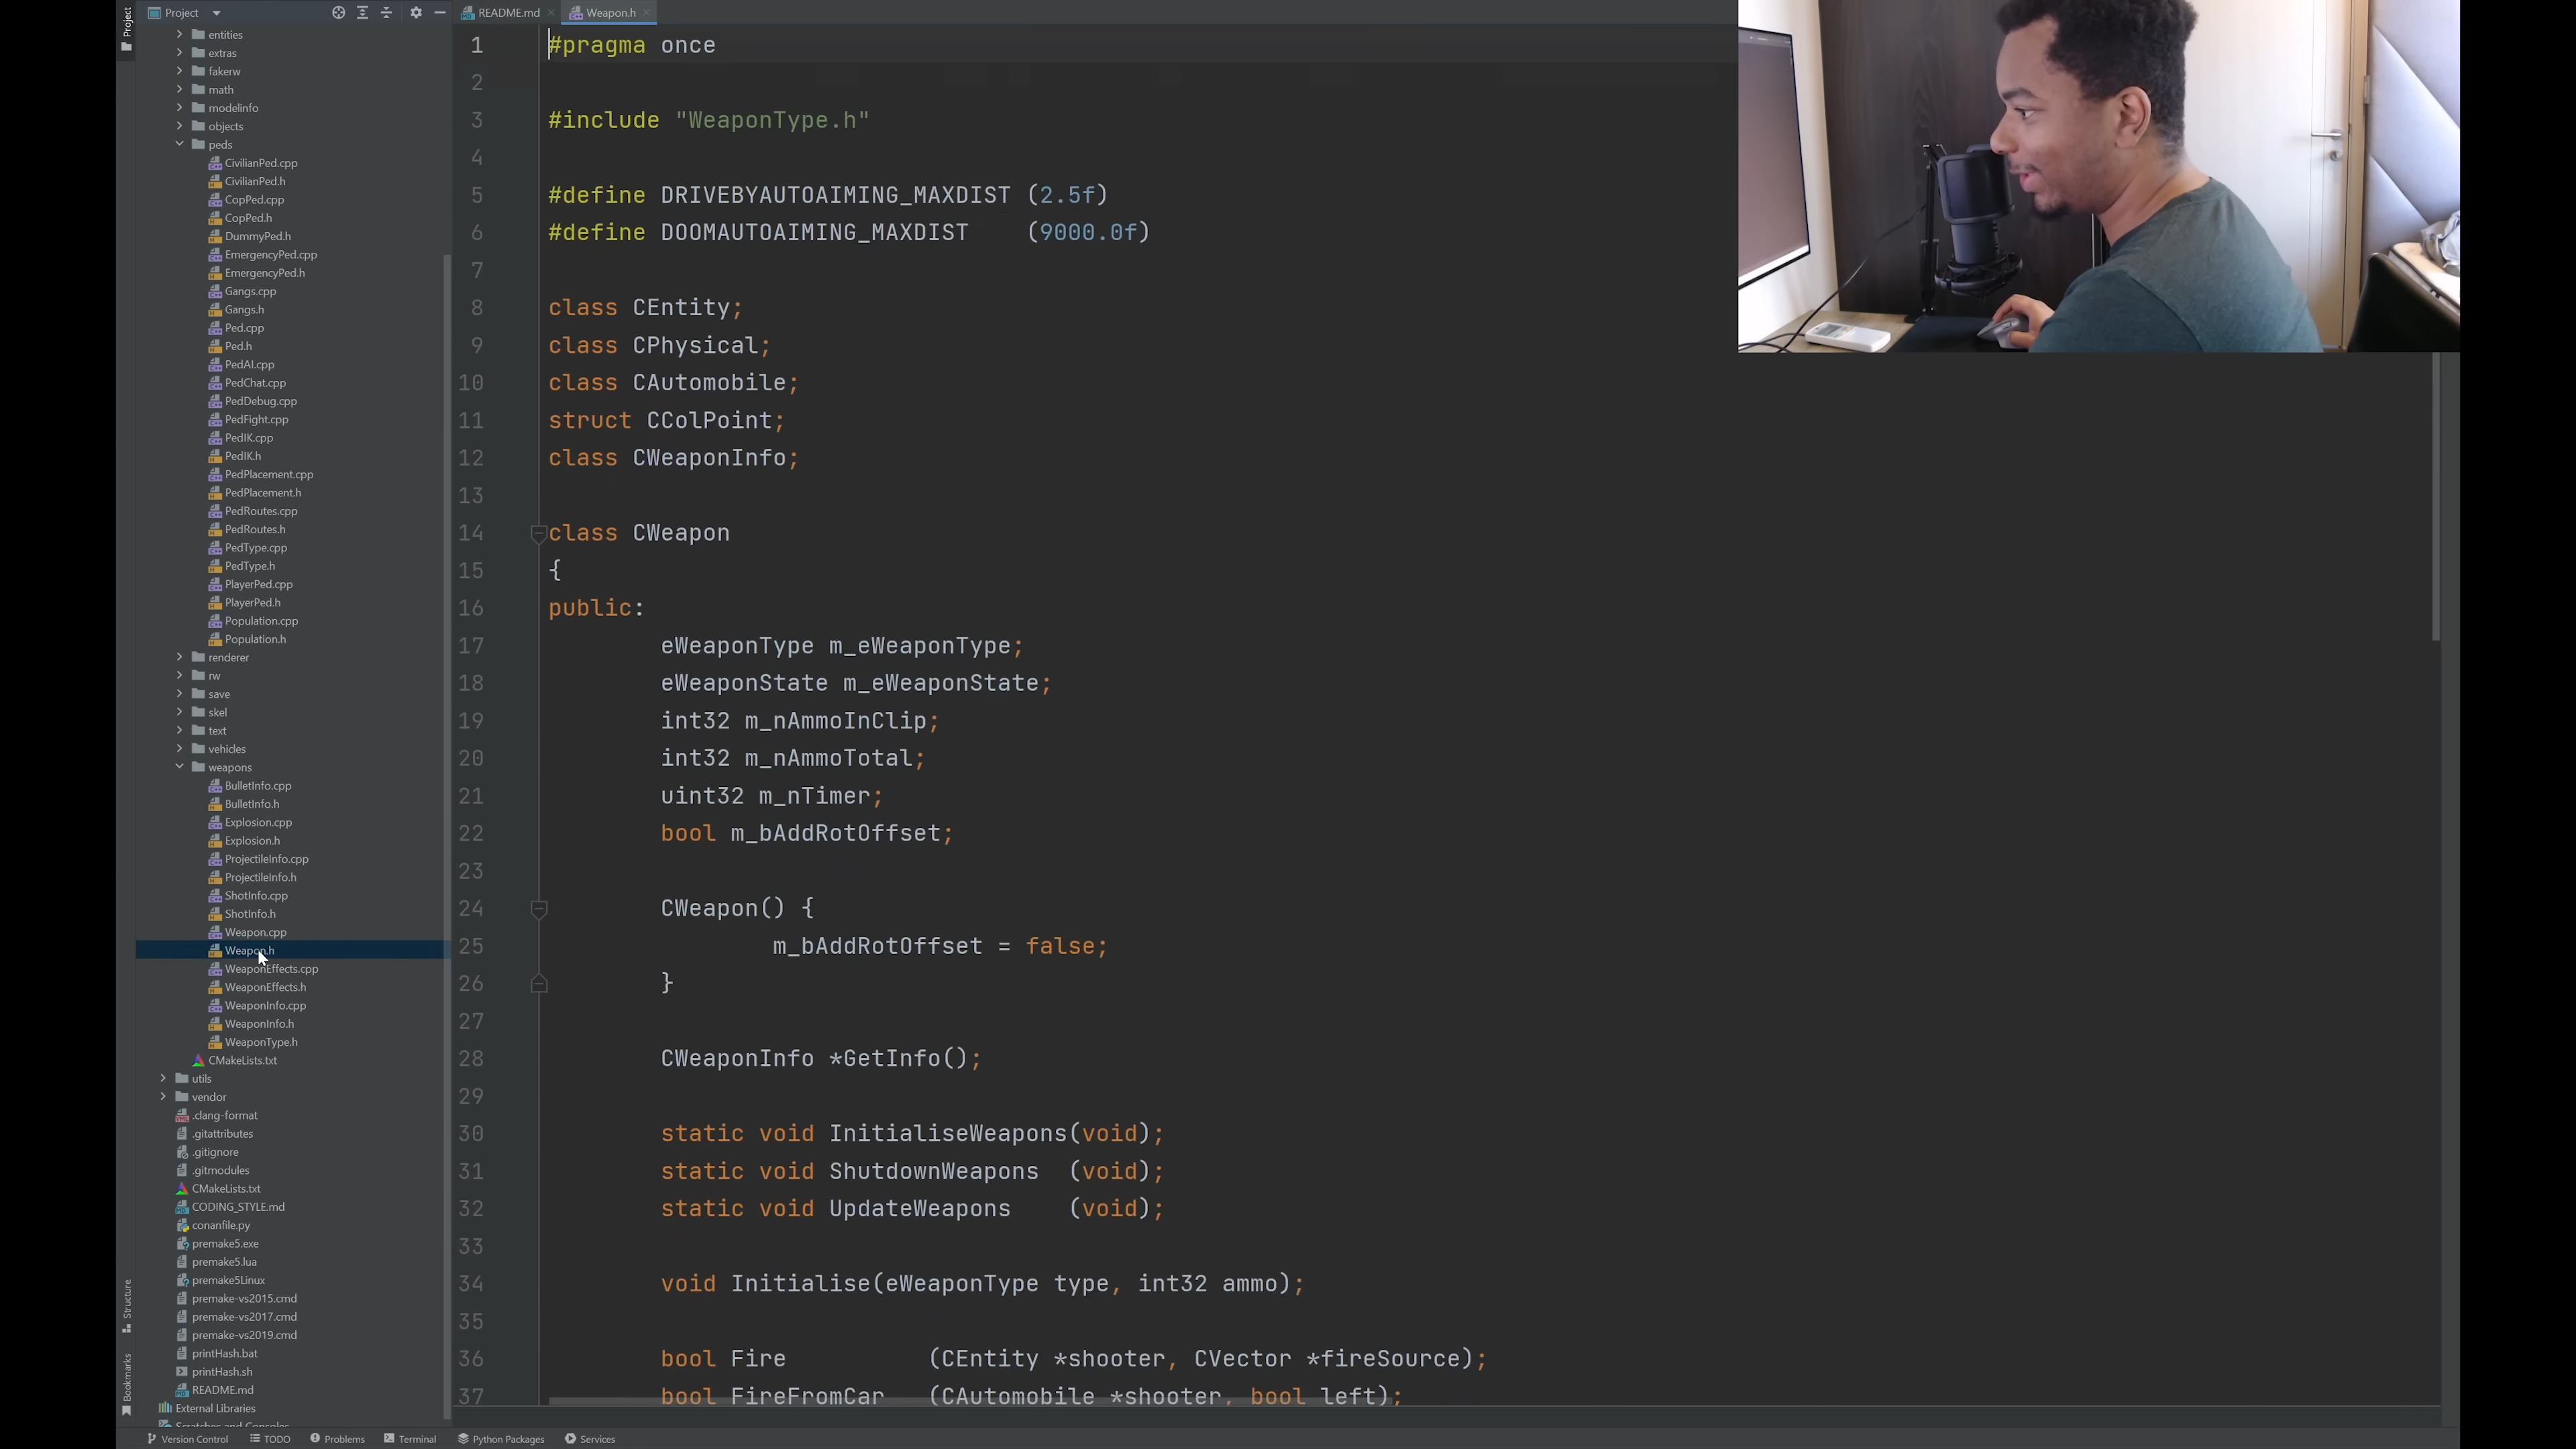 Project
README.md
Weapon.h
Project
entities
extras
fakerw
math
modelinfo
objects
peds
CivilianPed.cpp
CivilianPed.h
CopPed.cpp
CopPed.h
DummyPed.h
EmergencyPed.cpp
EmergencyPed.h
Gangs.cpp
Gangs.h
Ped.cpp
Ped.h
PedAI.cpp
PedChat.cpp
PedDebug.cpp
PedFight.cpp
PedIK.cpp
PedIK.h
PedPlacement.cpp
PedPlacement.h
PedRoutes.cpp
PedRoutes.h
PedType.cpp
PedType.h
PlayerPed.cpp
PlayerPed.h
Population.cpp
Population.h
renderer
rw
save
skel
text
vehicles
weapons
BulletInfo.cpp
BulletInfo.h
Explosion.cpp
Explosion.h
ProjectileInfo.cpp
ProjectileInfo.h
ShotInfo.cpp
ShotInfo.h
Weapon.cpp
Weapon.h
WeaponEffects.cpp
WeaponEffects.h
WeaponInfo.cpp
WeaponInfo.h
WeaponType.h
CMakeLists.txt
utils
vendor
.clang-format
.gitattributes
.gitignore
.gitmodules
CMakeLists.txt
CODING_STYLE.md
conanfile.py
premake5.exe
premake5.lua
premake5Linux
premake-vs2015.cmd
premake-vs2017.cmd
premake-vs2019.cmd
printHash.bat
printHash.sh
README.md
External Libraries
Scratches and Consoles
Structure
Bookmarks
1 #pragma once
2
3 #include "WeaponType.h"
4
5 #define DRIVEBYAUTOAIMING_MAXDIST (2.5f)
6 #define DOOMAUTOAIMING_MAXDIST (9000.0f)
7
8 class CEntity;
9 class CPhysical;
10 class CAutomobile;
11 struct CColPoint;
12 class CWeaponInfo;
13
14 class CWeapon
15 {
16 public:
17 eWeaponType m_eWeaponType;
18 eWeaponState m_eWeaponState;
19 int32 m_nAmmoInClip;
20 int32 m_nAmmoTotal;
21 uint32 m_nTimer;
22 bool m_bAddRotOffset;
23
24 CWeapon() {
25 m_bAddRotOffset = false;
26 }
27
28 CWeaponInfo *GetInfo();
29
30 static void InitialiseWeapons(void);
31 static void ShutdownWeapons (void);
32 static void UpdateWeapons (void);
33
34 void Initialise(eWeaponType type, int32 ammo);
35
36 bool Fire (CEntity *shooter, CVector *fireSource);
37 bool FireFromCar (CAutomobile *shooter, bool left);
Version Control TODO Problems Terminal Python Packages Services